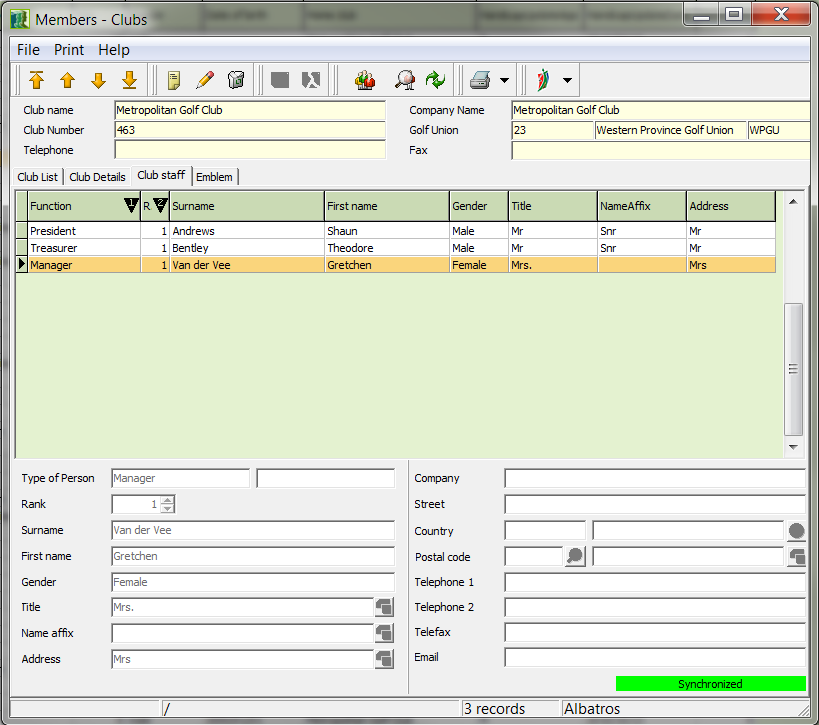 Members - Clubs
File Print Help
Club name Metropolitan Golf Club Company Name Metropolitan Golf Club
Club Number 463 Golf Union 23 Western Province Golf Union WPGU
Telephone Fax
Club List Club Details Club staff Emblem
Function 1 R. 2 Surname First name Gender Title NameAffix Address
President 1 Andrews Shaun Male Mr Snr Mr
Treasurer 1 Bentley Theodore Male Mr Snr Mr
Manager 1 Van der Vee Gretchen Female Mrs. Mrs
Type of Person Manager Company
Rank 1 Street
Surname Van der Vee Country
First name Gretchen Postal code
Gender Female Telephone 1
Title Mrs. Telephone 2
Name affix Telefax
Address Mrs Email
Synchronized
/ 3 records Albatros